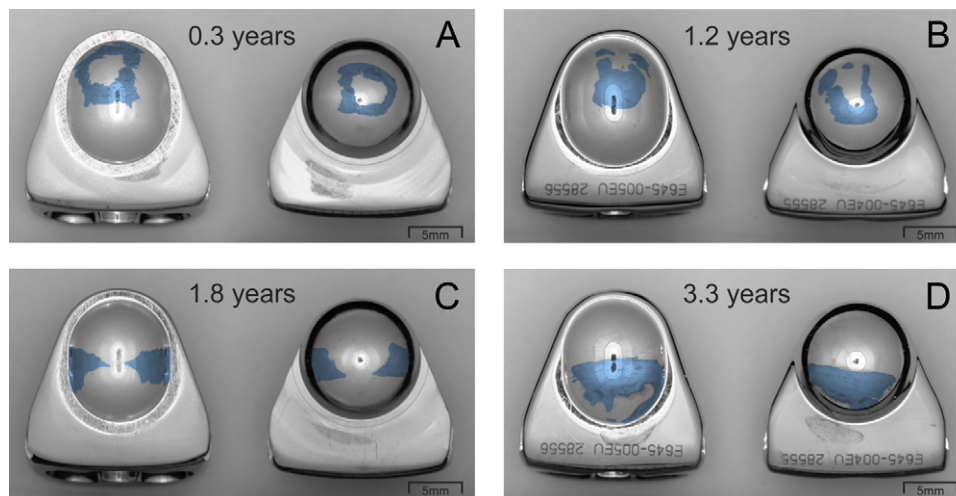 0.3 years
A
5mm
1.2 years
B
E645-005EU 28556
E645-004EU 28555
5mm
1.8 years
C
5mm
3.3 years
D
E645-005EU 28556
E645-004EU 28555
5mm